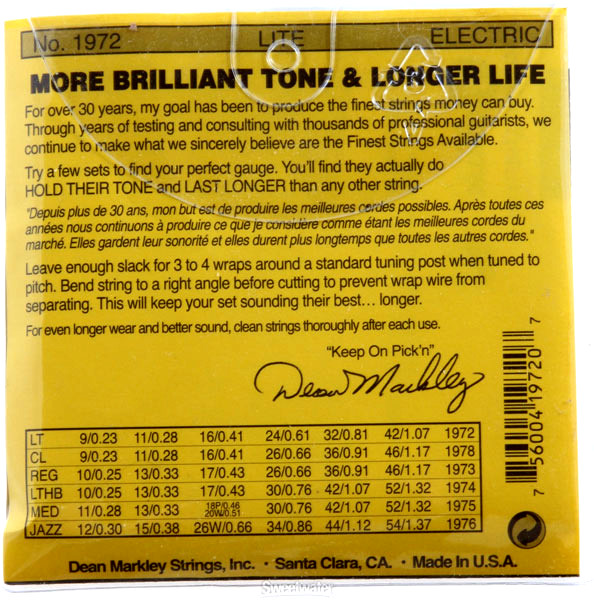 No. 1972 LITE ELECTRIC
MORE BRILLIANT TONE & LONGER LIFE
For over 30 years, my goal has been to produce the finest strings money can buy.
Through years of testing and consulting with thousands of professional guitarists, we
continue to make what we sincerely believe are the Finest Strings Available.
Try a few sets to find your perfect gauge. You'll find they actually do
HOLD THEIR TONE and LAST LONGER than any other string.
"Depuis plus de 30 ans, mon but est de produire les meilleures cordes possibles. Après toutes ces
années nous continuons à produire ce que je considère comme étant les meilleures cordes du
marché. Elles gardent leur sonorité et elles durent plus longtemps que toutes les autres cordes."
Leave enough slack for 3 to 4 wraps around a standard tuning post when tuned to
pitch. Bend string to a right angle before cutting to prevent wrap wire from
separating. This will keep your set sounding their best... longer.
For even longer wear and better sound, clean strings thoroughly after each use.
"Keep On Pick'n"
Dean Markley
LT 9/0.23 11/0.28 16/0.41 24/0.61 32/0.81 42/1.07 1972
CL 9/0.23 11/0.28 16/0.41 26/0.66 36/0.91 46/1.17 1978
REG 10/0.25 13/0.33 17/0.43 26/0.66 36/0.91 46/1.17 1973
LTHB 10/0.25 13/0.33 17/0.43 30/0.76 42/1.07 52/1.32 1974
MED 11/0.28 13/0.33 18P/0.46 20W/0.51 30/0.76 42/1.07 52/1.32 1975
JAZZ 12/0.30 15/0.38 26W/0.66 34/0.86 44/1.12 54/1.37 1976
7 56004 19720 7
Dean Markley Strings, Inc. • Santa Clara, CA. • Made In U.S.A.
Sweetwater